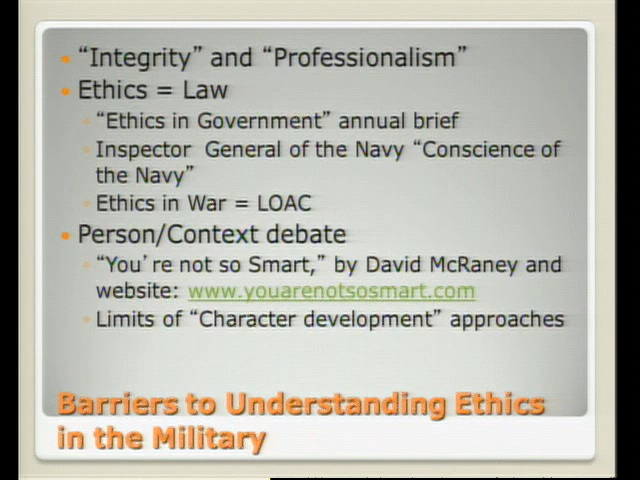 “Integrity” and “Professionalism”
Ethics = Law
“Ethics in Government” annual brief
Inspector General of the Navy “Conscience of
the Navy”
Ethics in War = LOAC
Person/Context debate
“You’re not so Smart,” by David McRaney and
website: www.youarenotsosmart.com
Limits of “Character development” approaches
Barriers to Understanding Ethics
in the Military